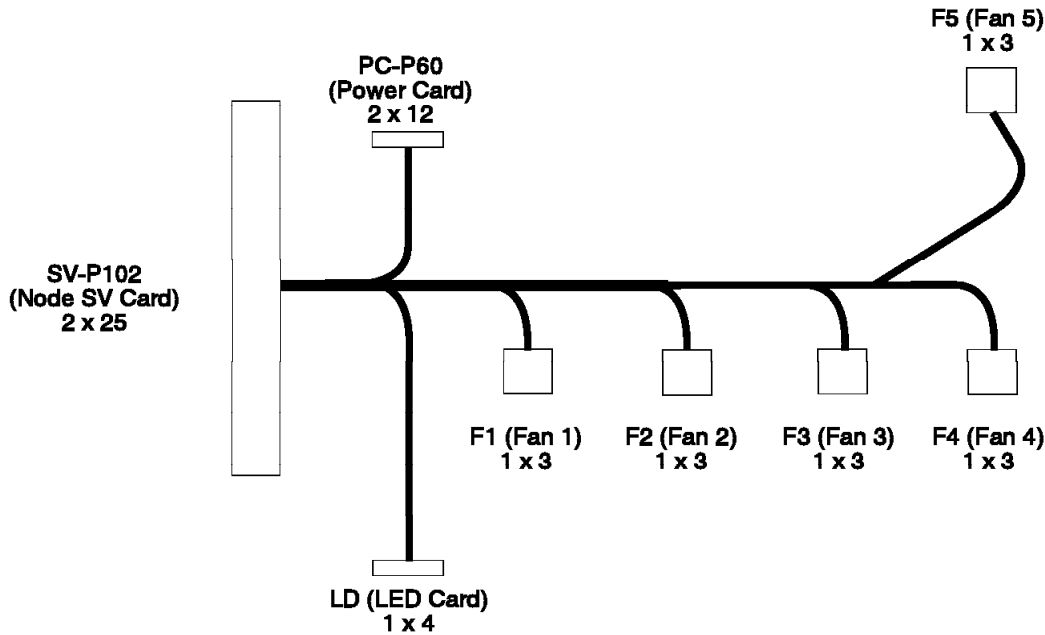 F5 (Fan 5)
1 x 3
PC-P60
(Power Card)
2 x 12
SV-P102
(Node SV Card)
2 x 25
F1 (Fan 1)
1 x 3
F2 (Fan 2)
1 x 3
F3 (Fan 3)
1 x 3
F4 (Fan 4)
1 x 3
LD (LED Card)
1 x 4